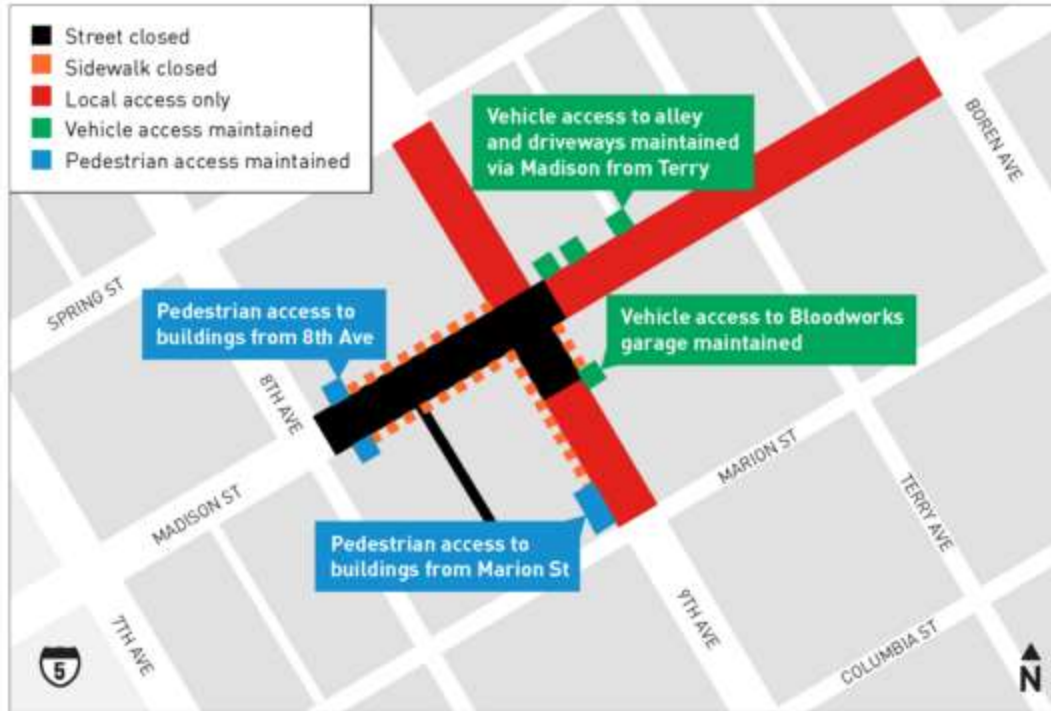 Street closed
Sidewalk closed
Local access only
Vehicle access maintained
Pedestrian access maintained
Vehicle access to alley
and driveways maintained
via Madison from Terry
BOREN AVE
SPRING ST
Pedestrian access to
buildings from 8th Ave
Vehicle access to Bloodworks
garage maintained
8TH AVE
MADISON ST
MARION ST
TERRY AVE
Pedestrian access to
buildings from Marion St
7TH AVE
9TH AVE
COLUMBIA ST
5
N